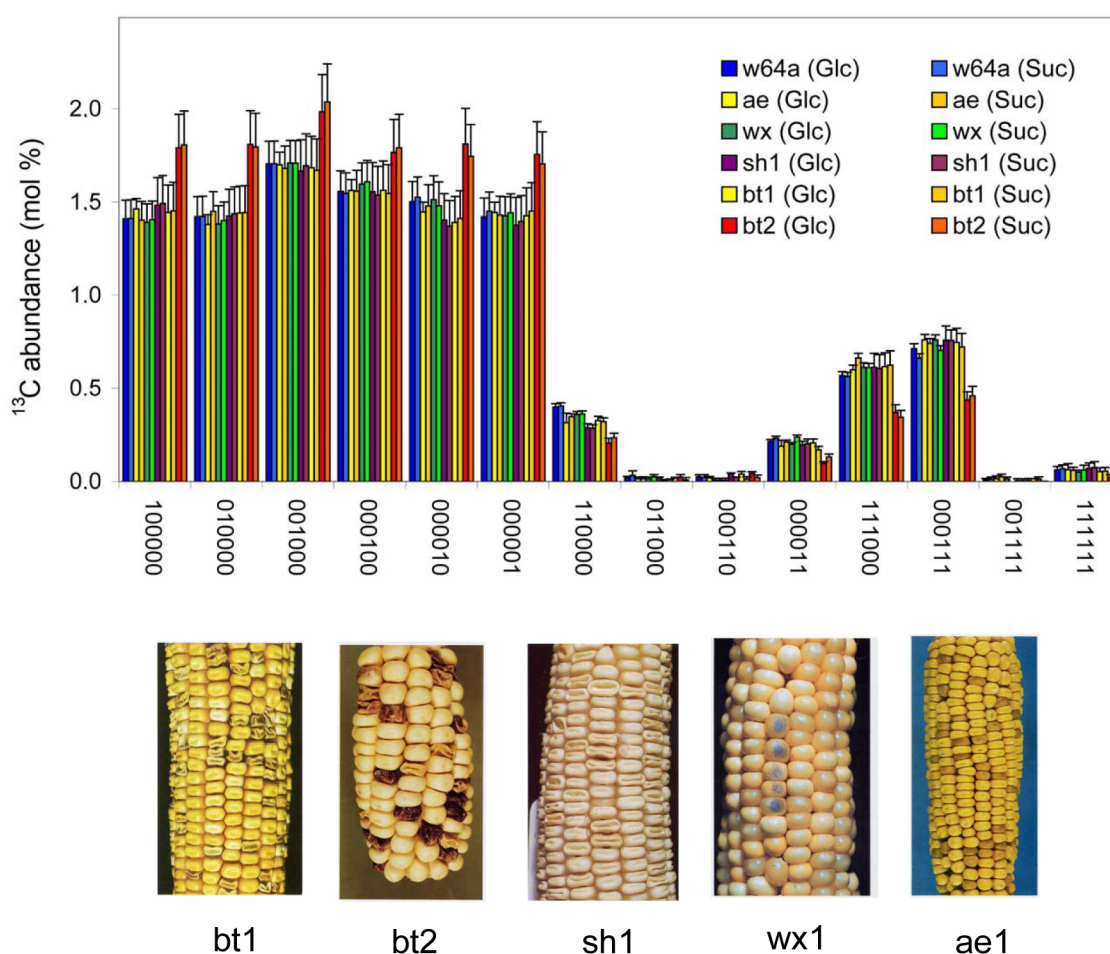 ¹³C abundance (mol %)
2.0
1.5
1.0
0.5
0.0
w64a (Glc) w64a (Suc)
ae (Glc) ae (Suc)
wx (Glc) wx (Suc)
sh1 (Glc) sh1 (Suc)
bt1 (Glc) bt1 (Suc)
bt2 (Glc) bt2 (Suc)
100000 010000 001000 000100 000010 000001 110000 011000 000110 000011 111000 000111 001111 111111
bt1 bt2 sh1 wx1 ae1